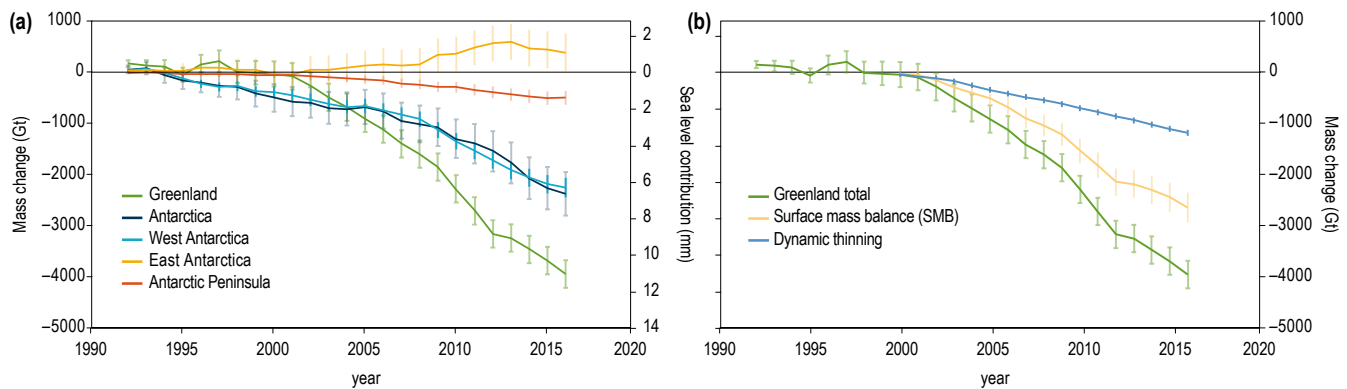 (a)
1000
0
–1000
–2000
–3000
–4000
–5000
Mass change (Gt)
2
0
2
4
6
8
10
12
14
Sea level contribution (mm)
Greenland
Antarctica
West Antarctica
East Antarctica
Antarctic Peninsula
1990 1995 2000 2005 2010 2015 2020
year
(b)
1000
0
–1000
–2000
–3000
–4000
–5000
Mass change (Gt)
Greenland total
Surface mass balance (SMB)
Dynamic thinning
1990 1995 2000 2005 2010 2015 2020
year